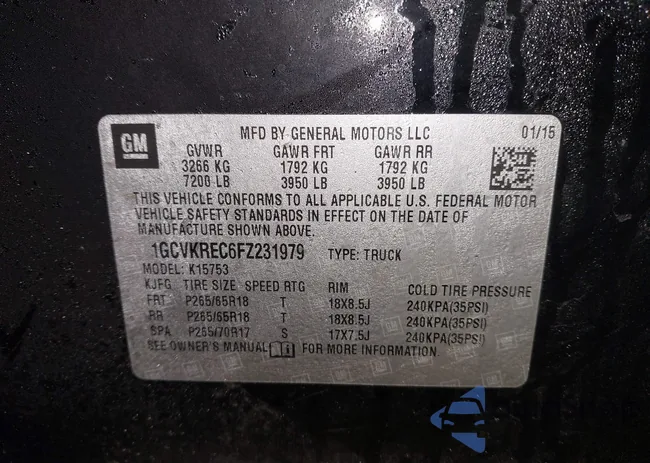 GM MFD BY GENERAL MOTORS LLC 01/15
GVWR GAWR FRT GAWR RR
3266 KG 1792 KG 1792 KG
7200 LB 3950 LB 3950 LB
THIS VEHICLE CONFORMS TO ALL APPLICABLE U.S. FEDERAL MOTOR
VEHICLE SAFETY STANDARDS IN EFFECT ON THE DATE OF
MANUFACTURE SHOWN ABOVE.
1GCVKREC6FZ231979 TYPE: TRUCK
MODEL: K15753
KJFG TIRE SIZE SPEED RTG RIM COLD TIRE PRESSURE
FRT P265/65R18 T 18X8.5J 240KPA(35PSI)
RR P265/65R18 T 18X8.5J 240KPA(35PSI)
SPA P265/70R17 S 17X7.5J 240KPA(35PSI)
SEE OWNER'S MANUAL FOR MORE INFORMATION.